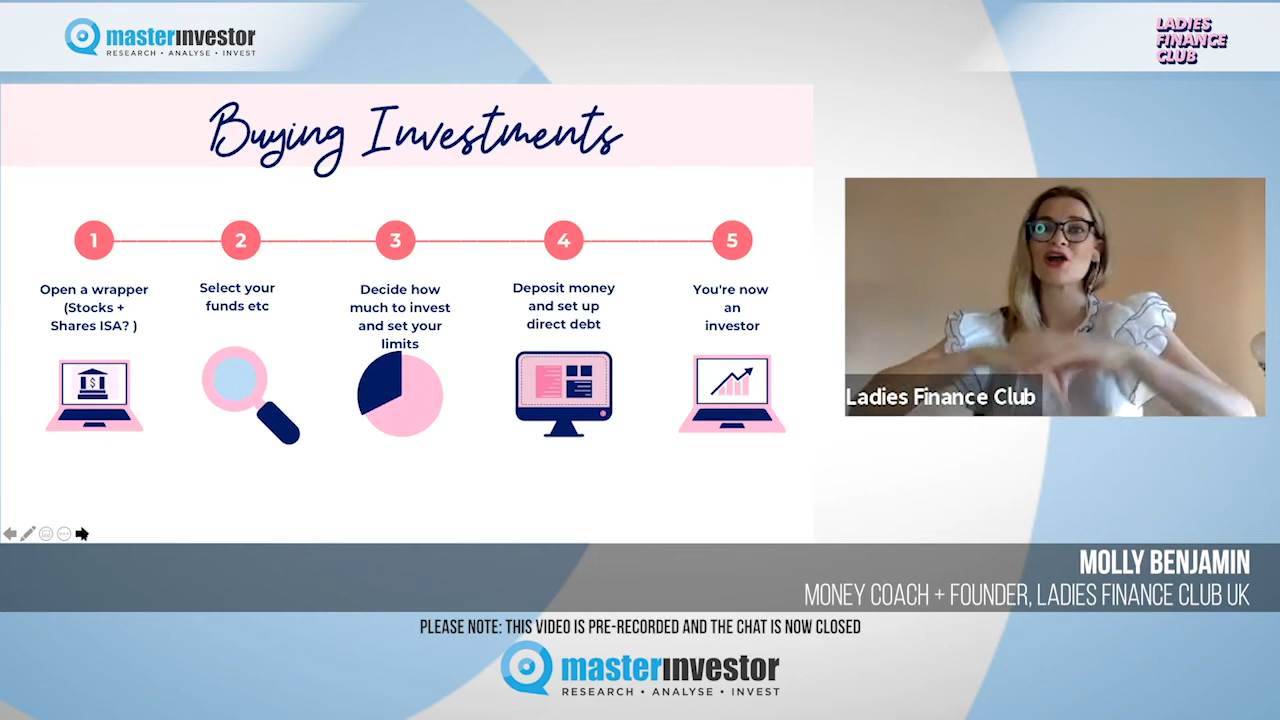 masterinvestor
RESEARCH • ANALYSE • INVEST
LADIES
FINANCE
CLUB
Buying Investments
1
2
3
4
5
Open a wrapper
(Stocks +
Shares ISA? )
Select your
funds etc
Decide how
much to invest
and set your
limits
Deposit money
and set up
direct debt
You're now
an
investor
$
Ladies Finance Club
MOLLY BENJAMIN
MONEY COACH + FOUNDER, LADIES FINANCE CLUB UK
PLEASE NOTE: THIS VIDEO IS PRE-RECORDED AND THE CHAT IS NOW CLOSED
masterinvestor
RESEARCH • ANALYSE • INVEST